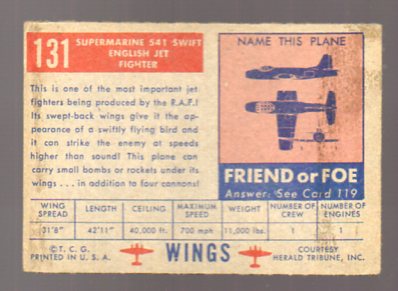 131
SUPERMARINE 541 SWIFT
ENGLISH JET
FIGHTER
This is one of the most important jet
fighters being produced by the R.A.F.!
Its swept-back wings give it the ap-
pearance of a swiftly flying bird and
it can strike the enemy at speeds
higher than sound! This plane can
carry small bombs or rockets under its
wings . . . in addition to four cannons!
NAME THIS PLANE
FRIEND or FOE
Answer: See Card 119
WING SPREAD LENGTH CEILING MAXIMUM SPEED WEIGHT NUMBER OF CREW NUMBER OF ENGINES
31'8" 42'11" 40,000 ft. 700 mph 11,000 lbs. 1 1
©T. C. G.
PRINTED IN U. S. A.
WINGS
COURTESY
HERALD TRIBUNE, INC.